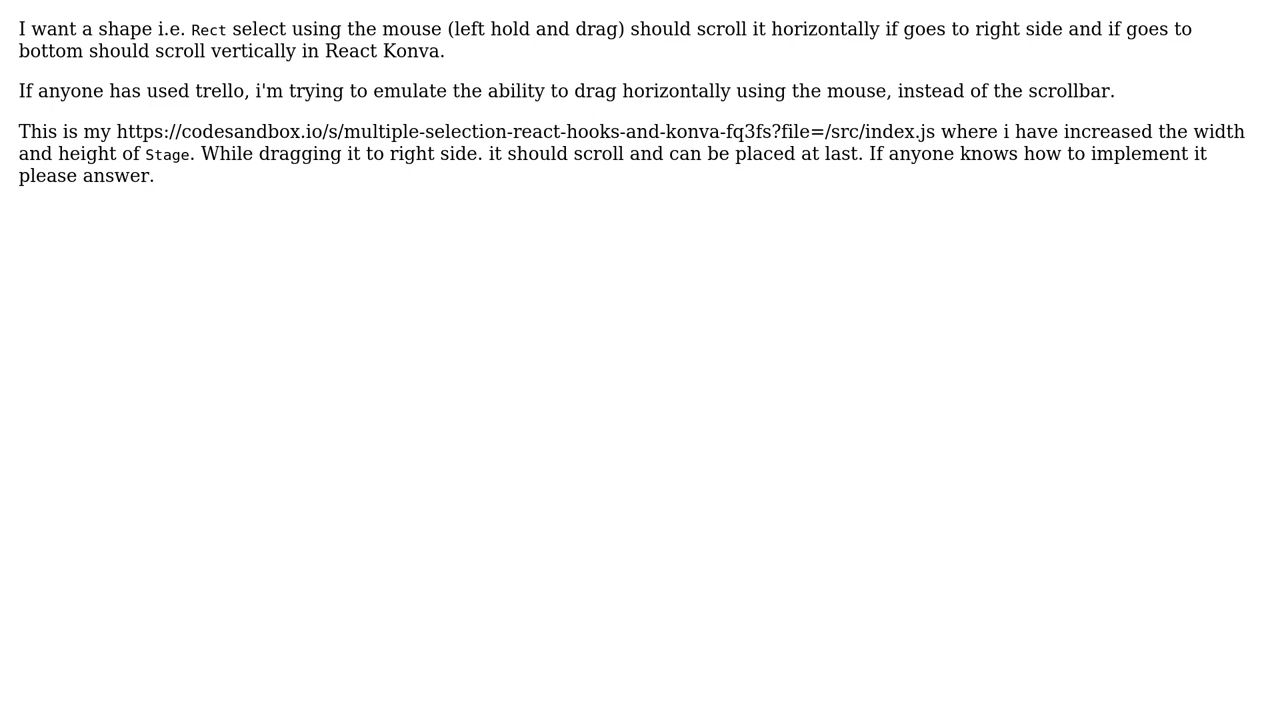 I want a shape i.e. Rect select using the mouse (left hold and drag) should scroll it horizontally if goes to right side and if goes to
bottom should scroll vertically in React Konva.
If anyone has used trello, i'm trying to emulate the ability to drag horizontally using the mouse, instead of the scrollbar.
This is my https://codesandbox.io/s/multiple-selection-react-hooks-and-konva-fq3fs?file=/src/index.js where i have increased the width
and height of Stage. While dragging it to right side. it should scroll and can be placed at last. If anyone knows how to implement it
please answer.